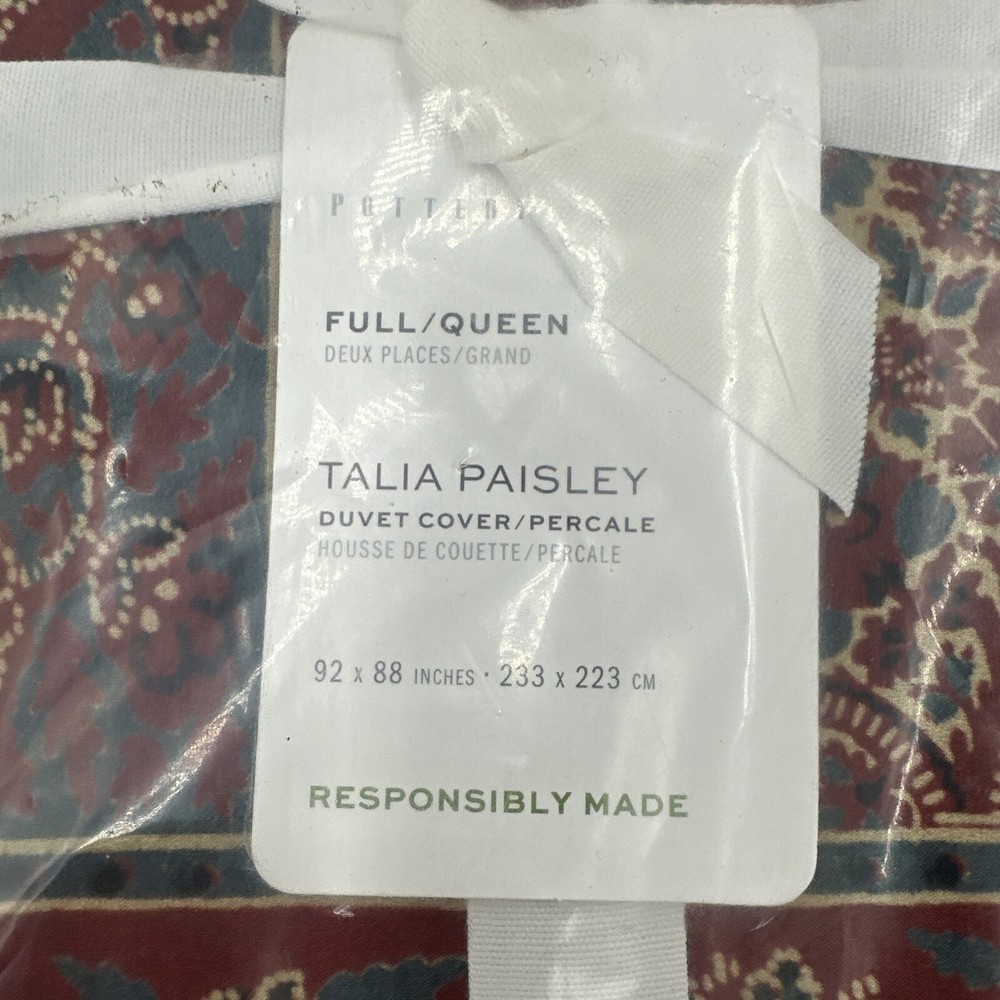 POTTERY
FULL/QUEEN
DEUX PLACES/GRAND
TALIA PAISLEY
DUVET COVER/PERCALE
HOUSSE DE COUETTE/PERCALE
92 x 88 INCHES · 233 x 223 CM
RESPONSIBLY MADE